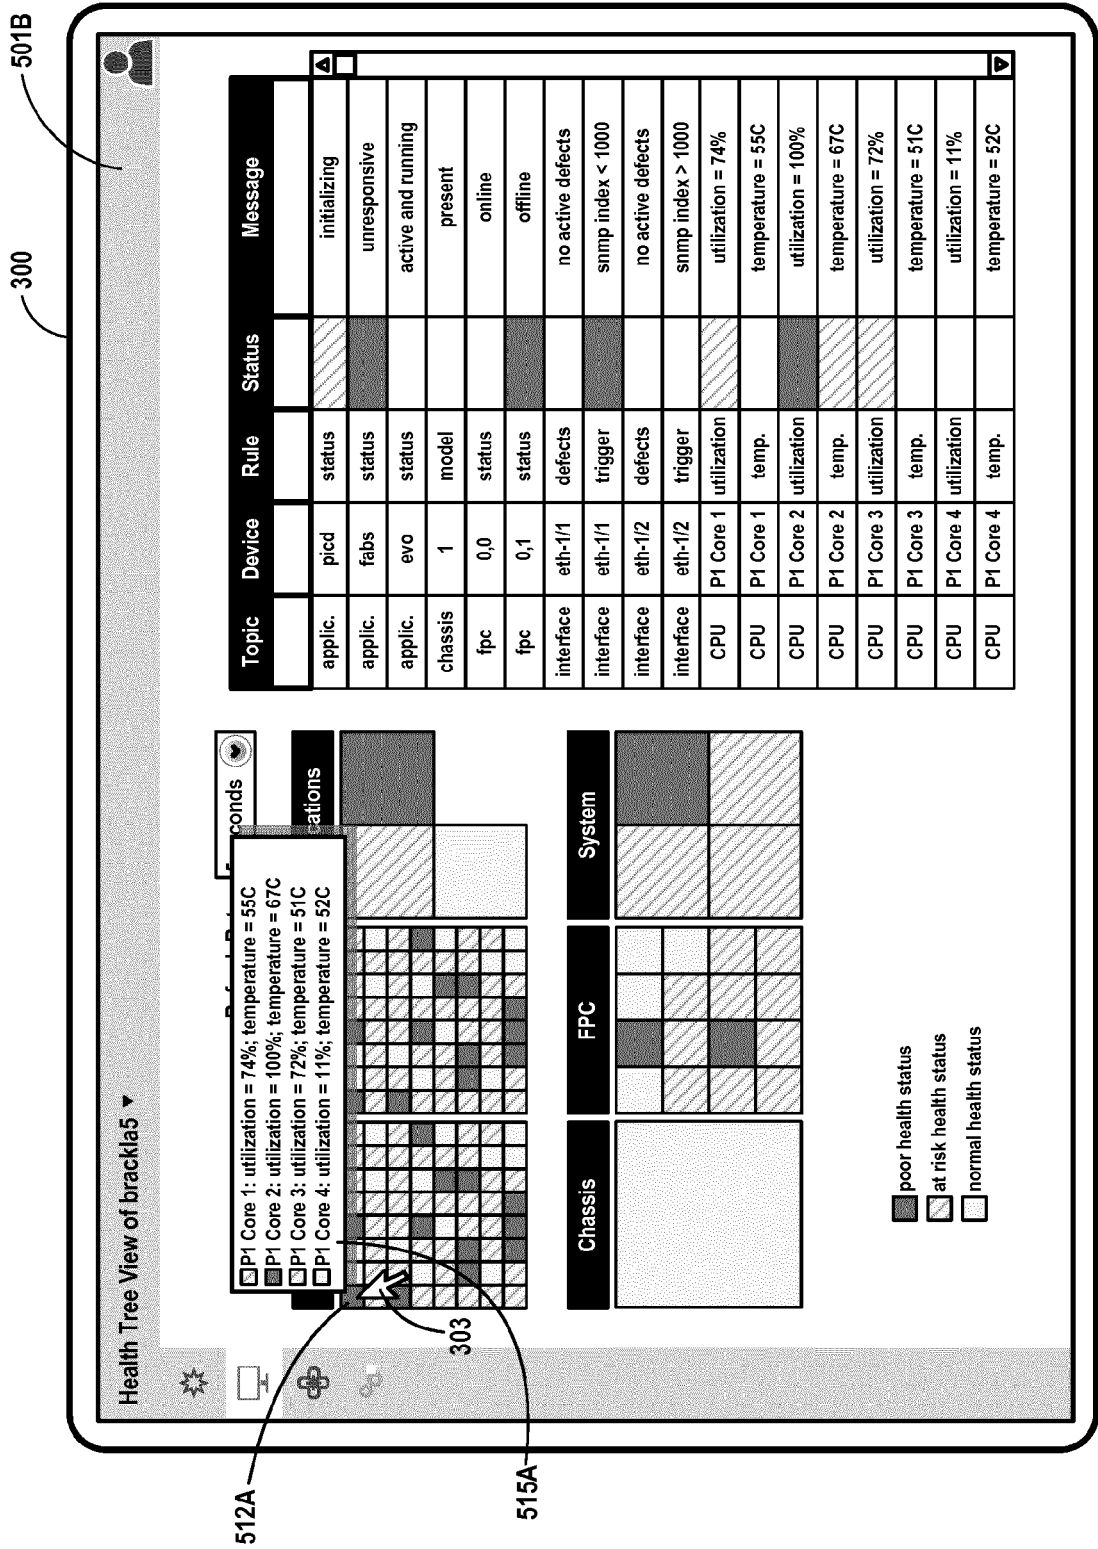 300
501B
Health Tree View of brackla5 ▼
conds
cations
P1 Core 1: utilization = 74%; temperature = 55C
P1 Core 2: utilization = 100%; temperature = 67C
P1 Core 3: utilization = 72%; temperature = 51C
P1 Core 4: utilization = 11%; temperature = 52C
512A
303
515A
Chassis FPC System
poor health status
at risk health status
normal health status
Topic Device Rule Status Message
applic. picd status initializing
applic. fabs status unresponsive
applic. evo status active and running
chassis 1 model present
fpc 0,0 status online
fpc 0,1 status offline
interface eth-1/1 defects no active defects
interface eth-1/1 trigger snmp index < 1000
interface eth-1/2 defects no active defects
interface eth-1/2 trigger snmp index > 1000
CPU P1 Core 1 utilization utilization = 74%
CPU P1 Core 1 temp. temperature = 55C
CPU P1 Core 2 utilization utilization = 100%
CPU P1 Core 2 temp. temperature = 67C
CPU P1 Core 3 utilization utilization = 72%
CPU P1 Core 3 temp. temperature = 51C
CPU P1 Core 4 utilization utilization = 11%
CPU P1 Core 4 temp. temperature = 52C